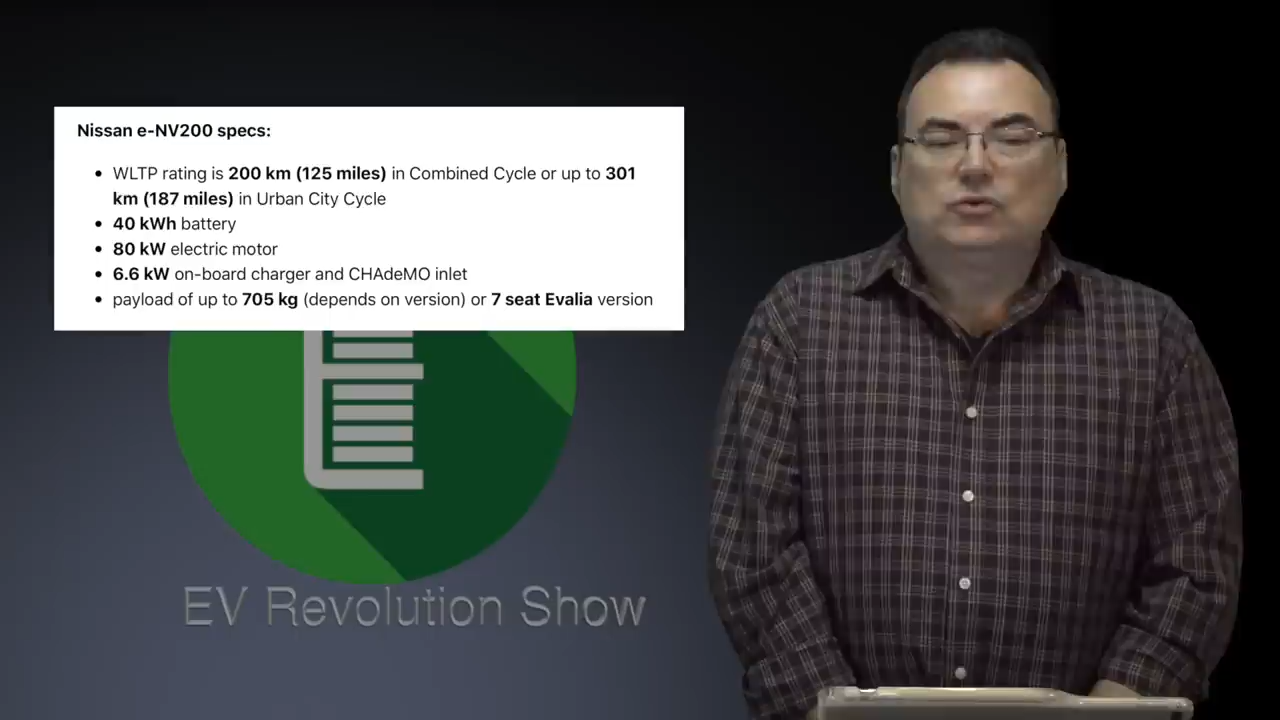 Nissan e-NV200 specs:
• WLTP rating is 200 km (125 miles) in Combined Cycle or up to 301
km (187 miles) in Urban City Cycle
• 40 kWh battery
• 80 kW electric motor
• 6.6 kW on-board charger and CHAdeMO inlet
• payload of up to 705 kg (depends on version) or 7 seat Evalia version
EV Revolution Show